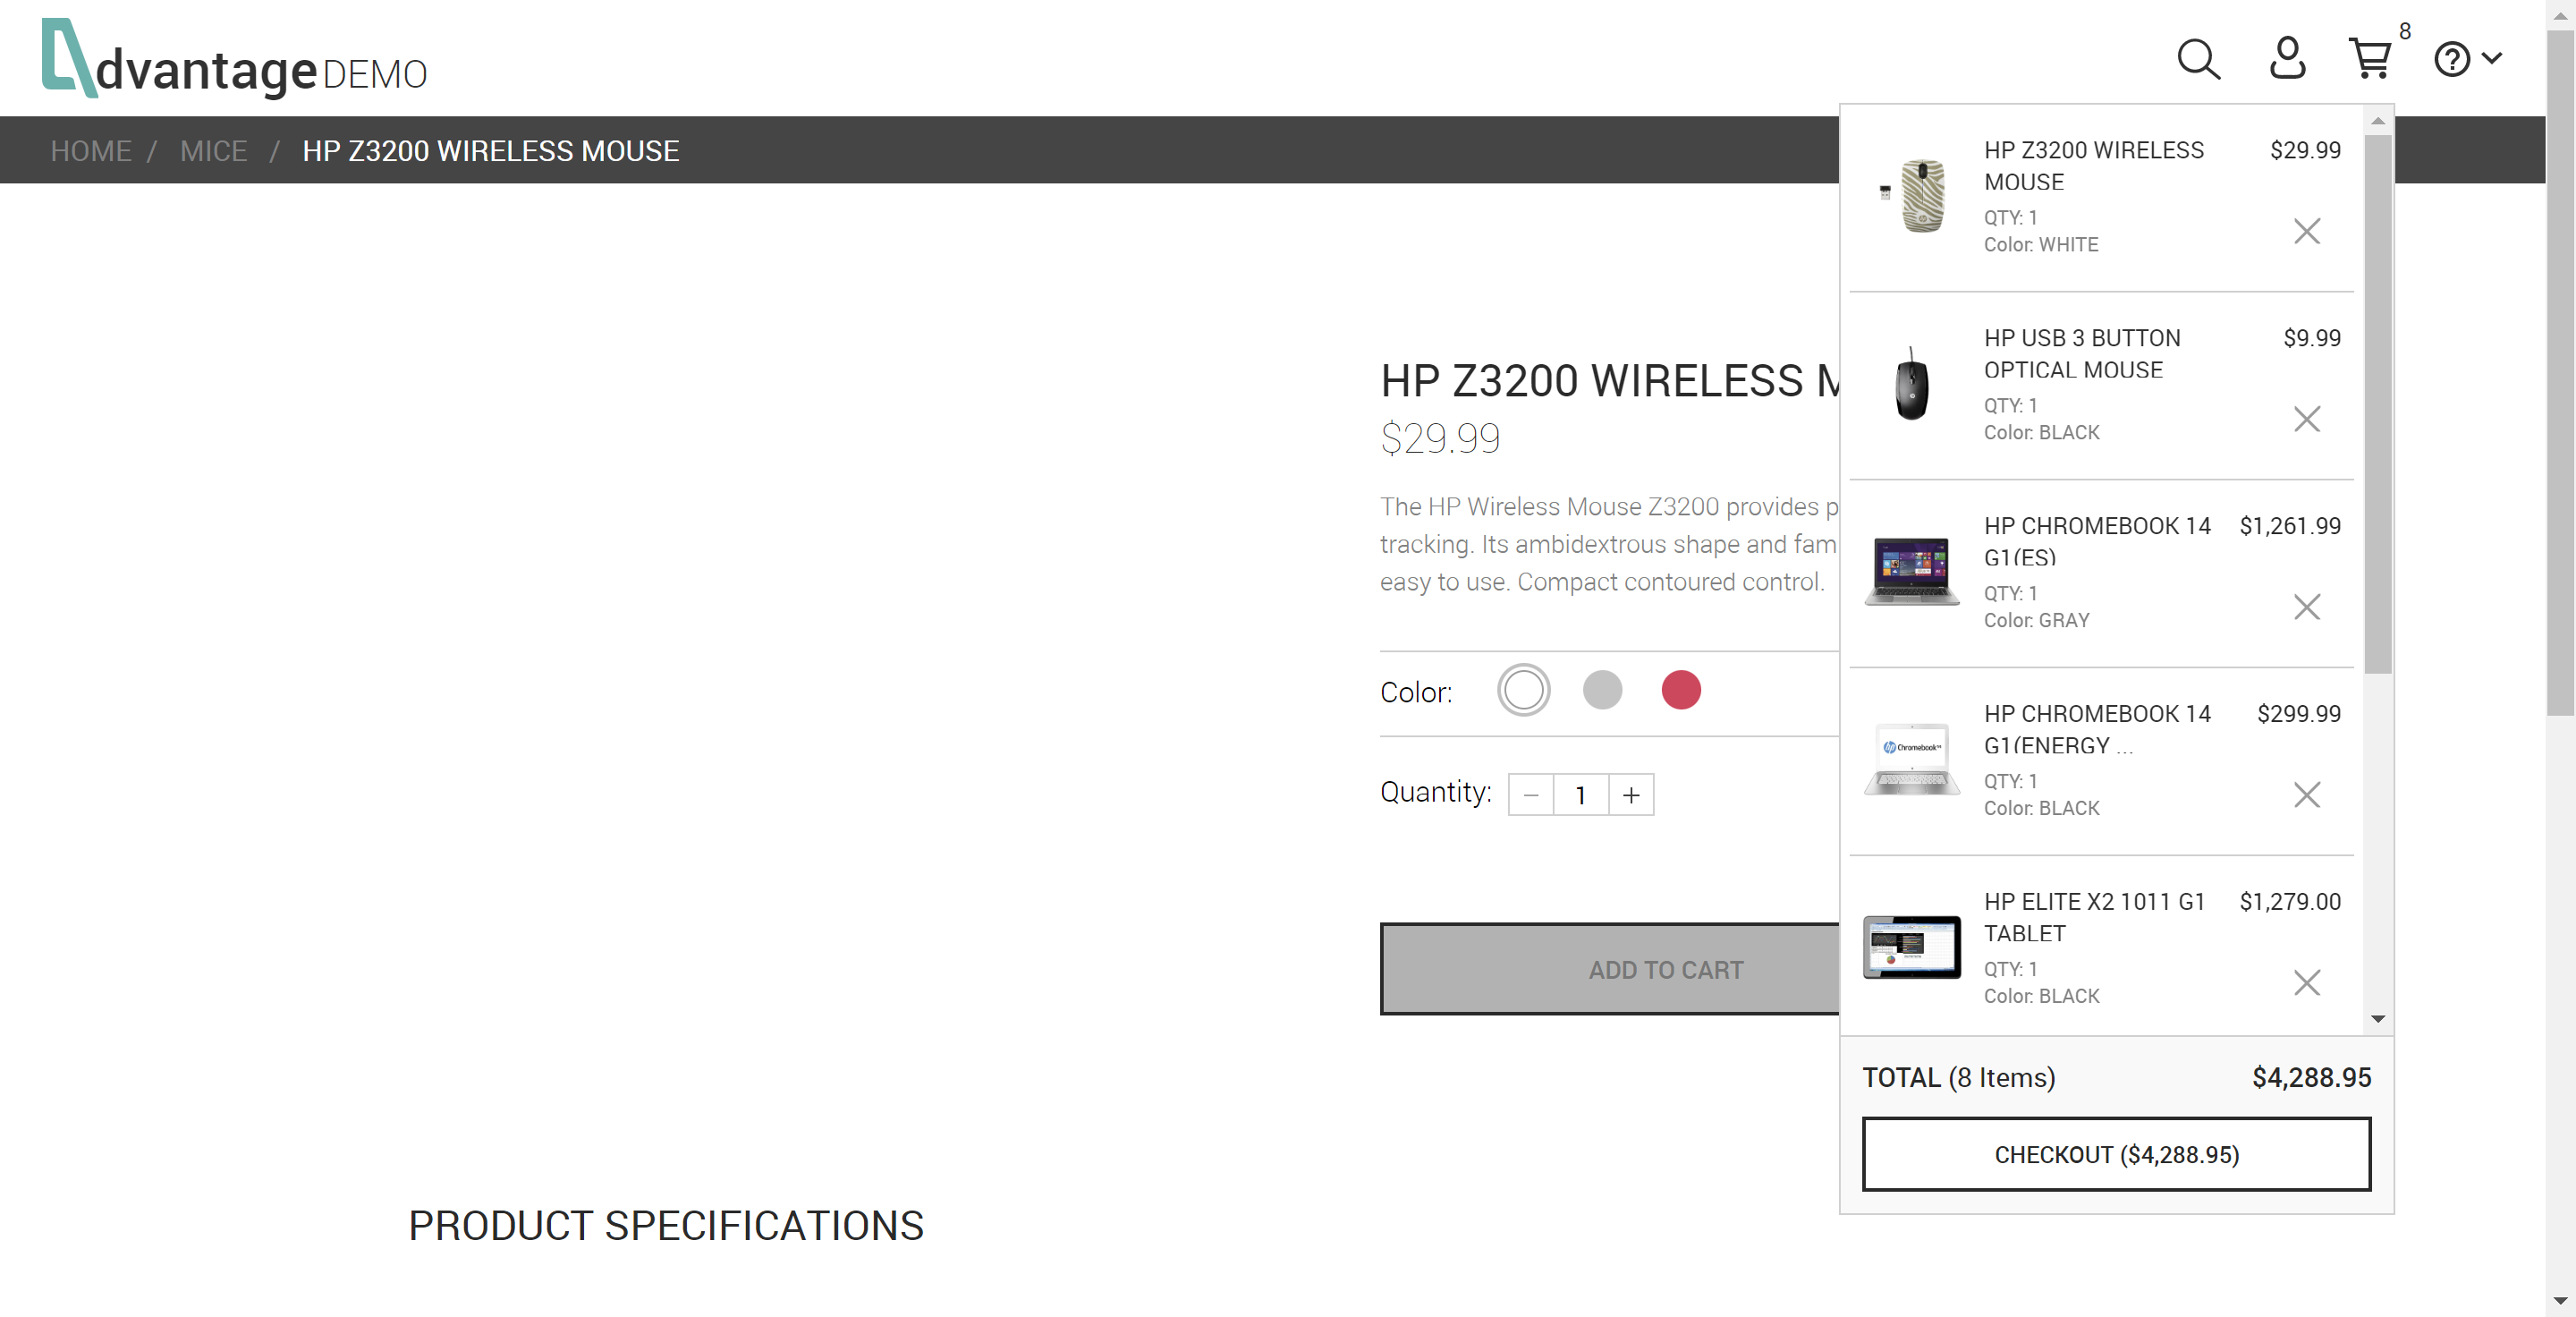 dvantage DEMO
8
HOME / MICE / HP Z3200 WIRELESS MOUSE
HP Z3200 WIRELESS M
$29.99
The HP Wireless Mouse Z3200 provides p
tracking. Its ambidextrous shape and fam
easy to use. Compact contoured control.
Color:
Quantity: − 1 +
ADD TO CART
PRODUCT SPECIFICATIONS
HP Z3200 WIRELESS $29.99
MOUSE
QTY: 1
Color: WHITE
HP USB 3 BUTTON $9.99
OPTICAL MOUSE
QTY: 1
Color: BLACK
HP CHROMEBOOK 14 $1,261.99
G1(ES)
QTY: 1
Color: GRAY
HP CHROMEBOOK 14 $299.99
G1(ENERGY ...
Chromebook
QTY: 1
Color: BLACK
HP ELITE X2 1011 G1 $1,279.00
TABLET
QTY: 1
Color: BLACK
TOTAL (8 Items) $4,288.95
CHECKOUT ($4,288.95)